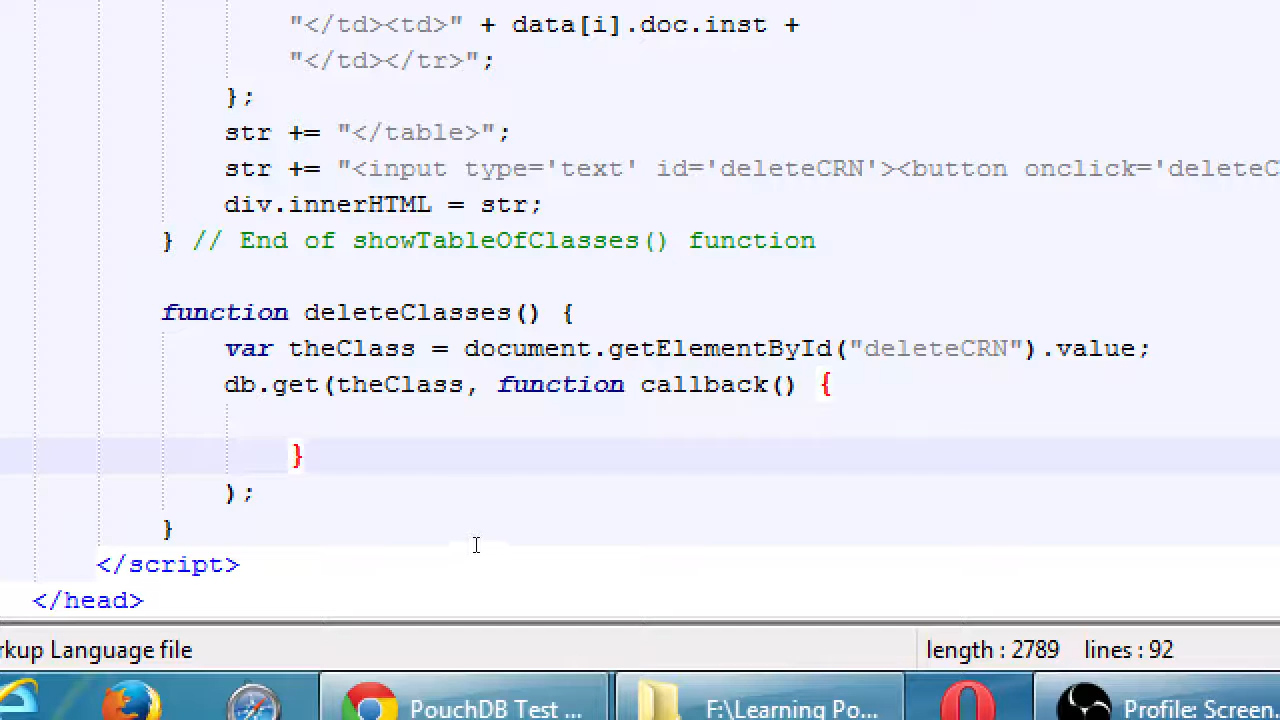 "</td><td>" + data[i].doc.inst +
"</td></tr>";
};
str += "</table>";
str += "<input type='text' id='deleteCRN'><button onclick='deleteC
div.innerHTML = str;
} // End of showTableOfClasses() function
function deleteClasses() {
var theClass = document.getElementById("deleteCRN").value;
db.get(theClass, function callback() {
}
);
}
</script>
</head>
rkup Language file
length : 2789 lines : 92
PouchDB Test ...
F:\Learning Po...
Profile: Screen.